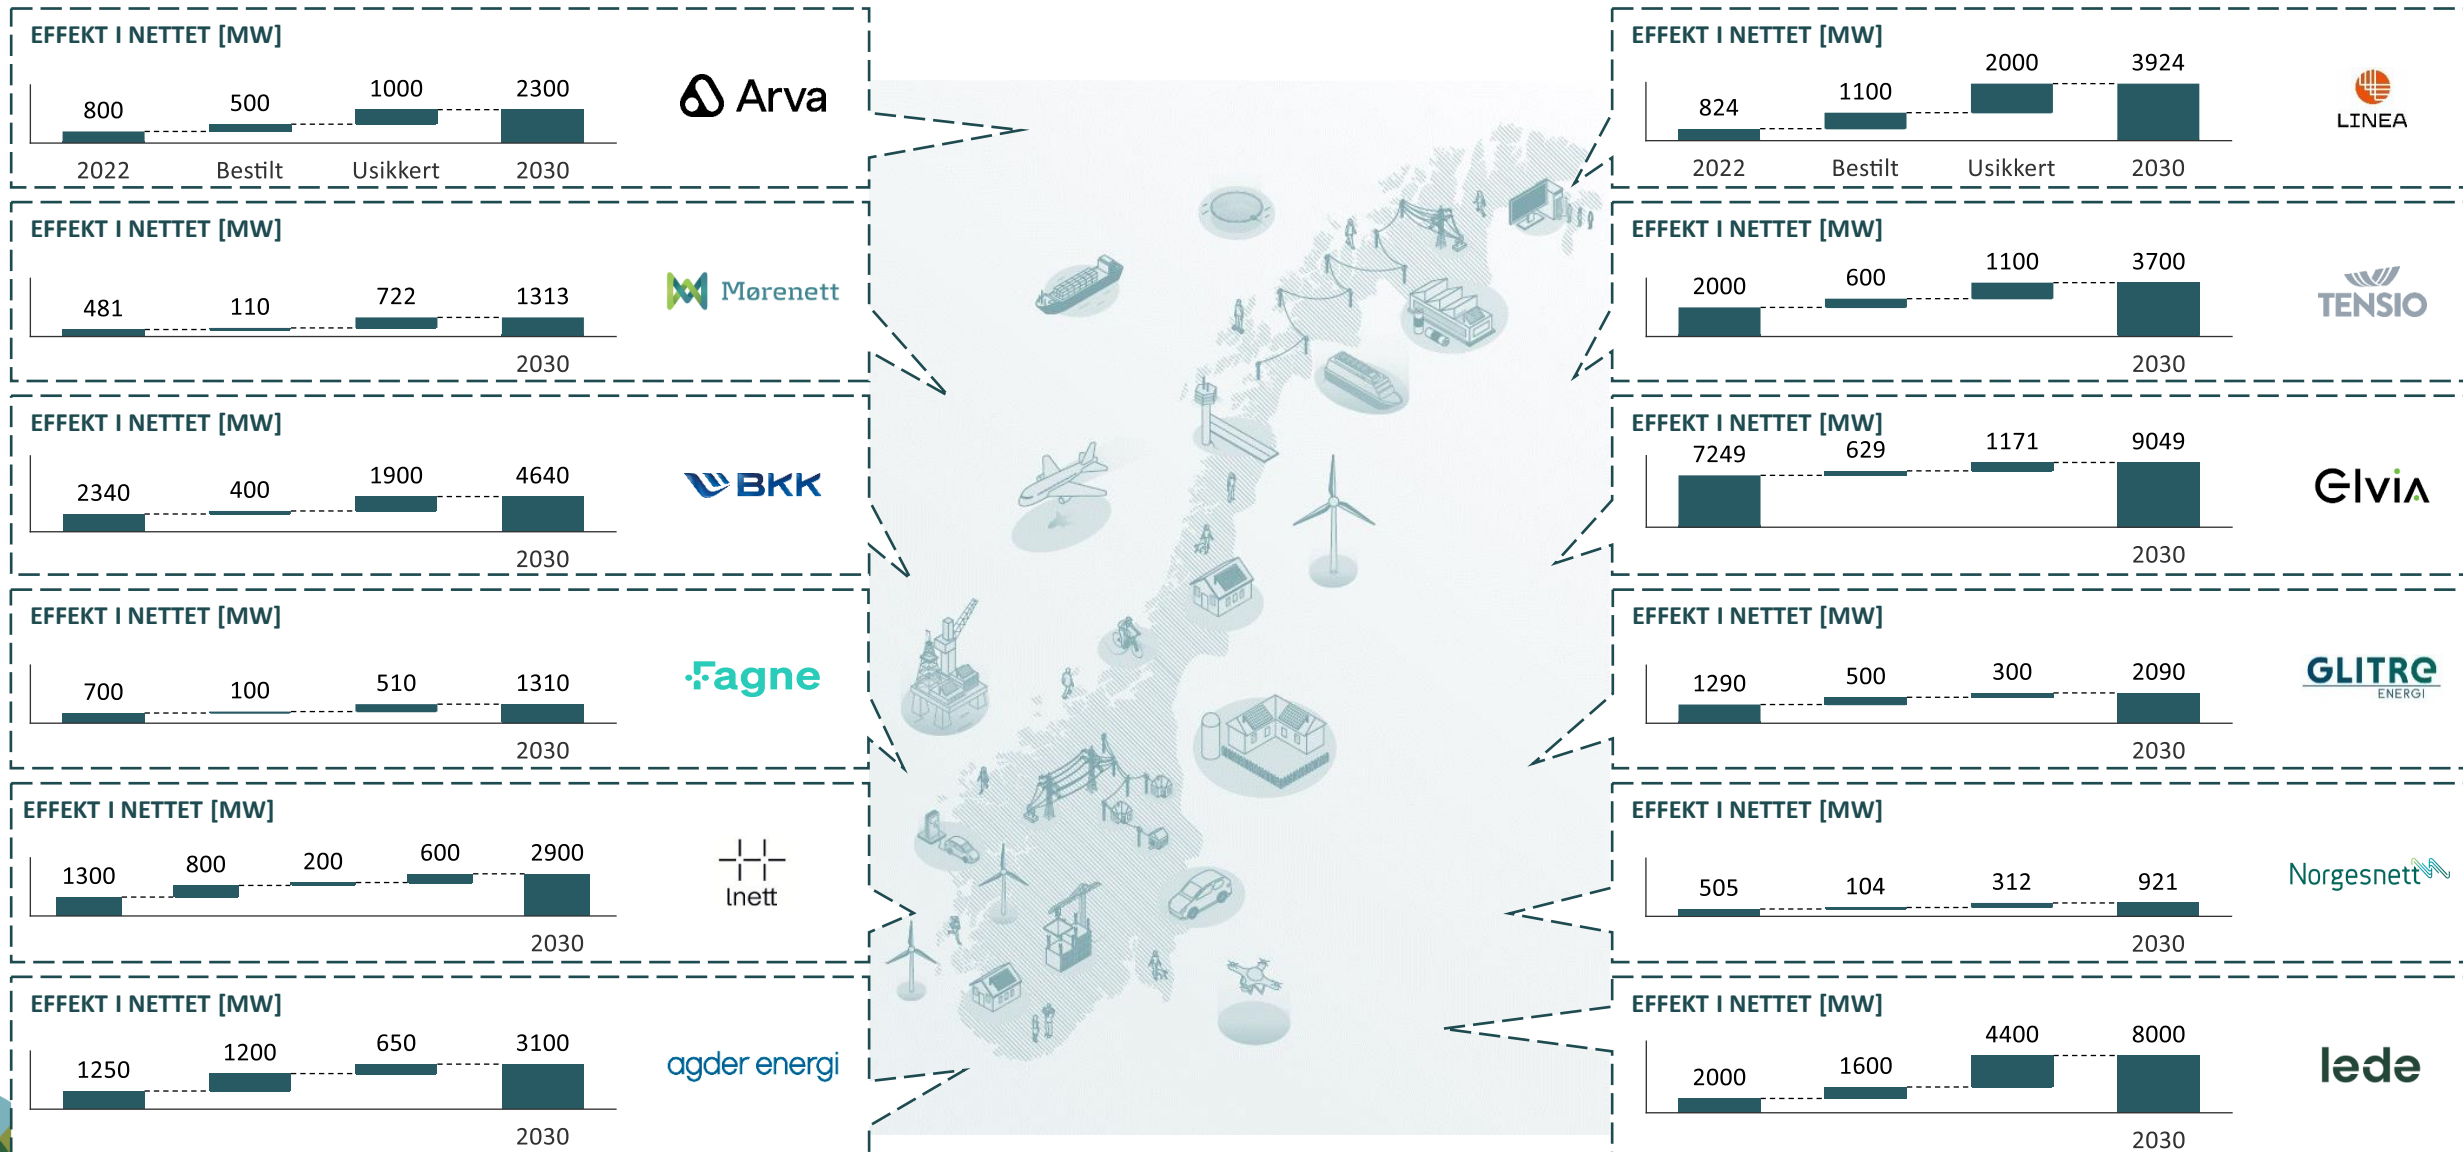 EFFEKT I NETTET [MW]
800 500 1000 2300
2022 Bestilt Usikkert 2030
Arva
EFFEKT I NETTET [MW]
481 110 722 1313
2030
Mørenett
EFFEKT I NETTET [MW]
2340 400 1900 4640
2030
BKK
EFFEKT I NETTET [MW]
700 100 510 1310
2030
Fagne
EFFEKT I NETTET [MW]
1300 800 200 600 2900
2030
lnett
EFFEKT I NETTET [MW]
1250 1200 650 3100
2030
agder energi
EFFEKT I NETTET [MW]
824 1100 2000 3924
2022 Bestilt Usikkert 2030
LINEA
EFFEKT I NETTET [MW]
2000 600 1100 3700
2030
TENSIO
EFFEKT I NETTET [MW]
7249 629 1171 9049
2030
Elvia
EFFEKT I NETTET [MW]
1290 500 300 2090
2030
GLITRE
ENERGI
EFFEKT I NETTET [MW]
505 104 312 921
2030
Norgesnett
EFFEKT I NETTET [MW]
2000 1600 4400 8000
2030
lede